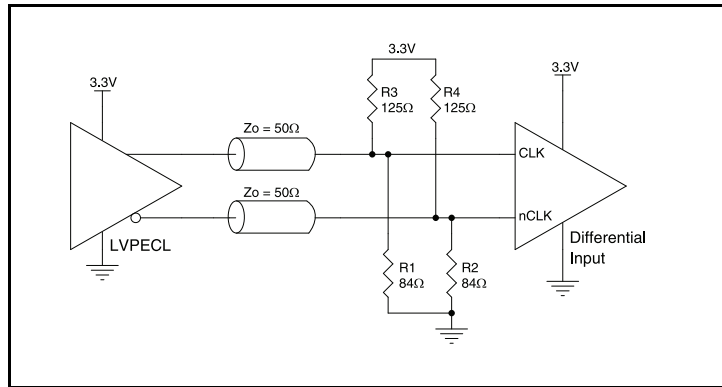 3.3V
3.3V
3.3V
R3
125Ω
R4
125Ω
Zo = 50Ω
CLK
Zo = 50Ω
nCLK
LVPECL
Differential
Input
R1
84Ω
R2
84Ω